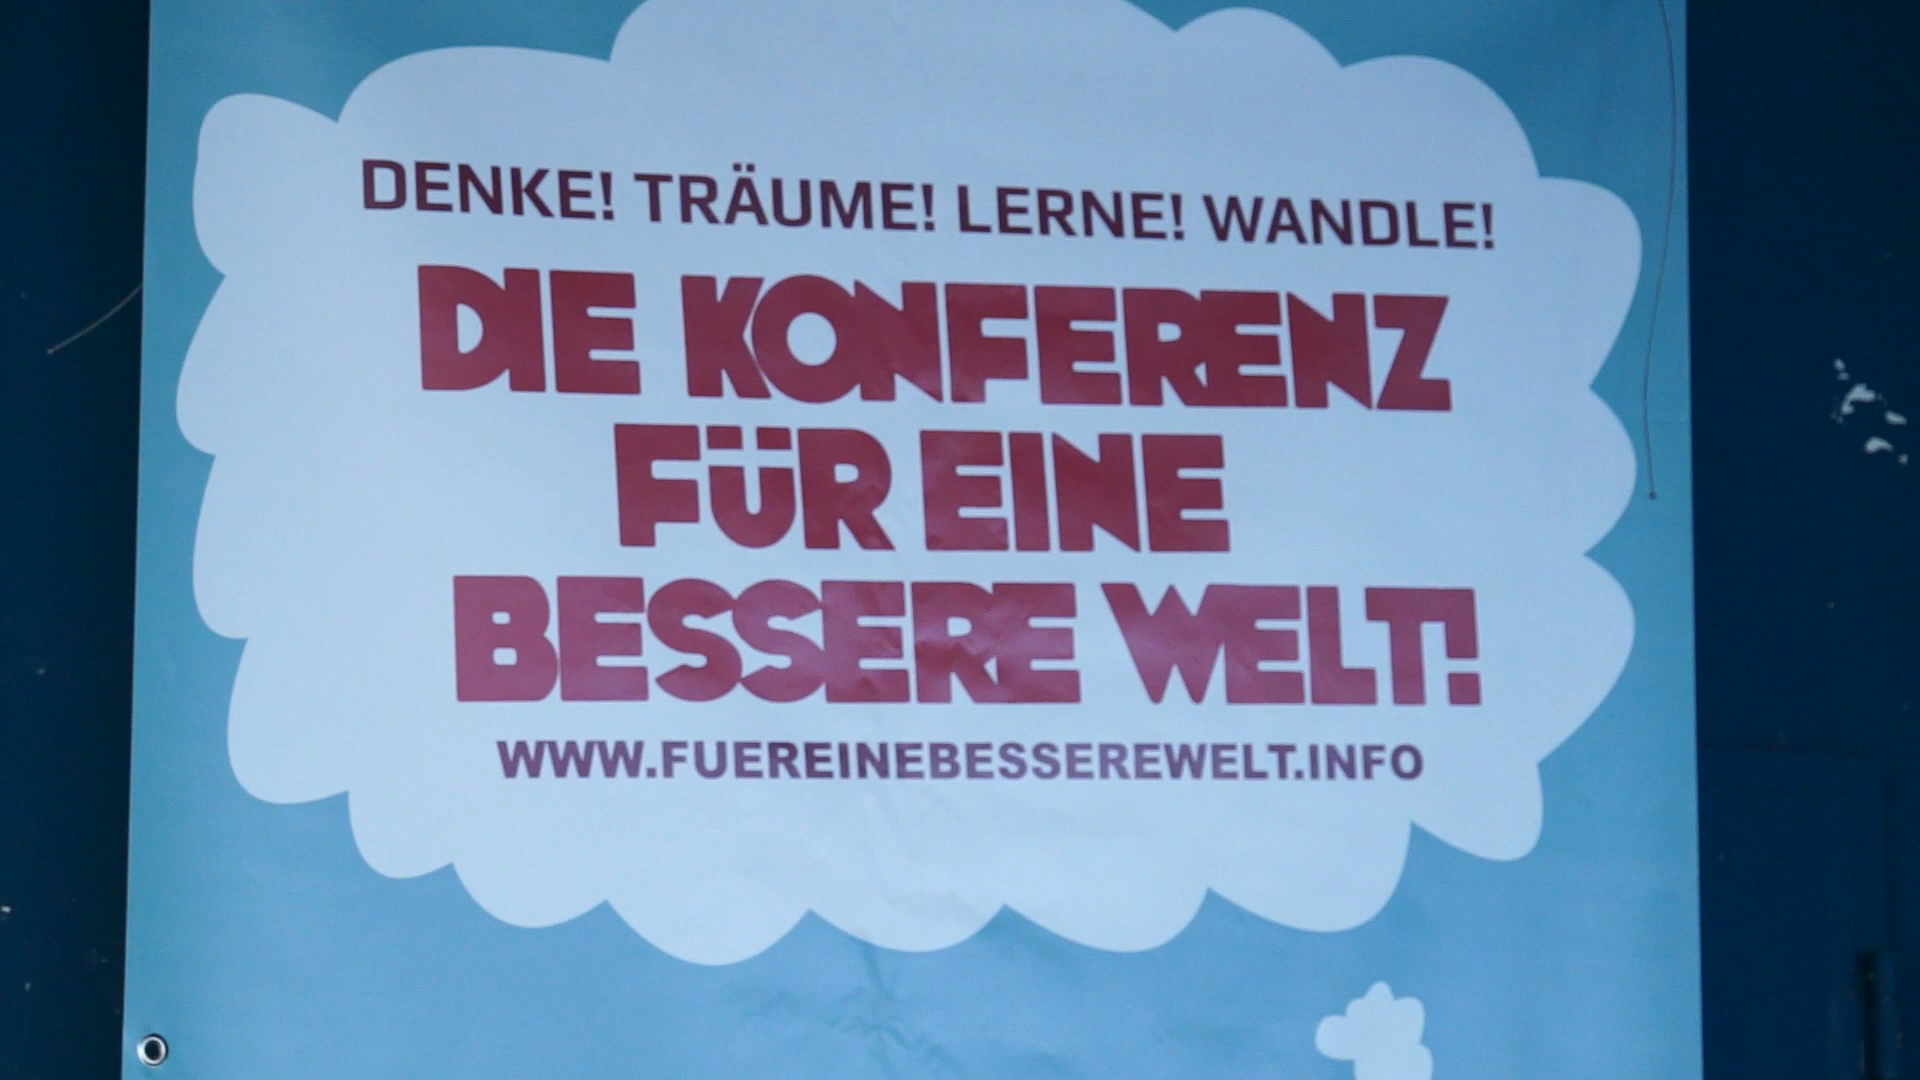 DENKE! TRÄUME! LERNE! WANDLE!
DIE KONFERENZ
FÜR EINE
BESSERE WELT!
WWW.FUEREINEBESSEREWELT.INFO